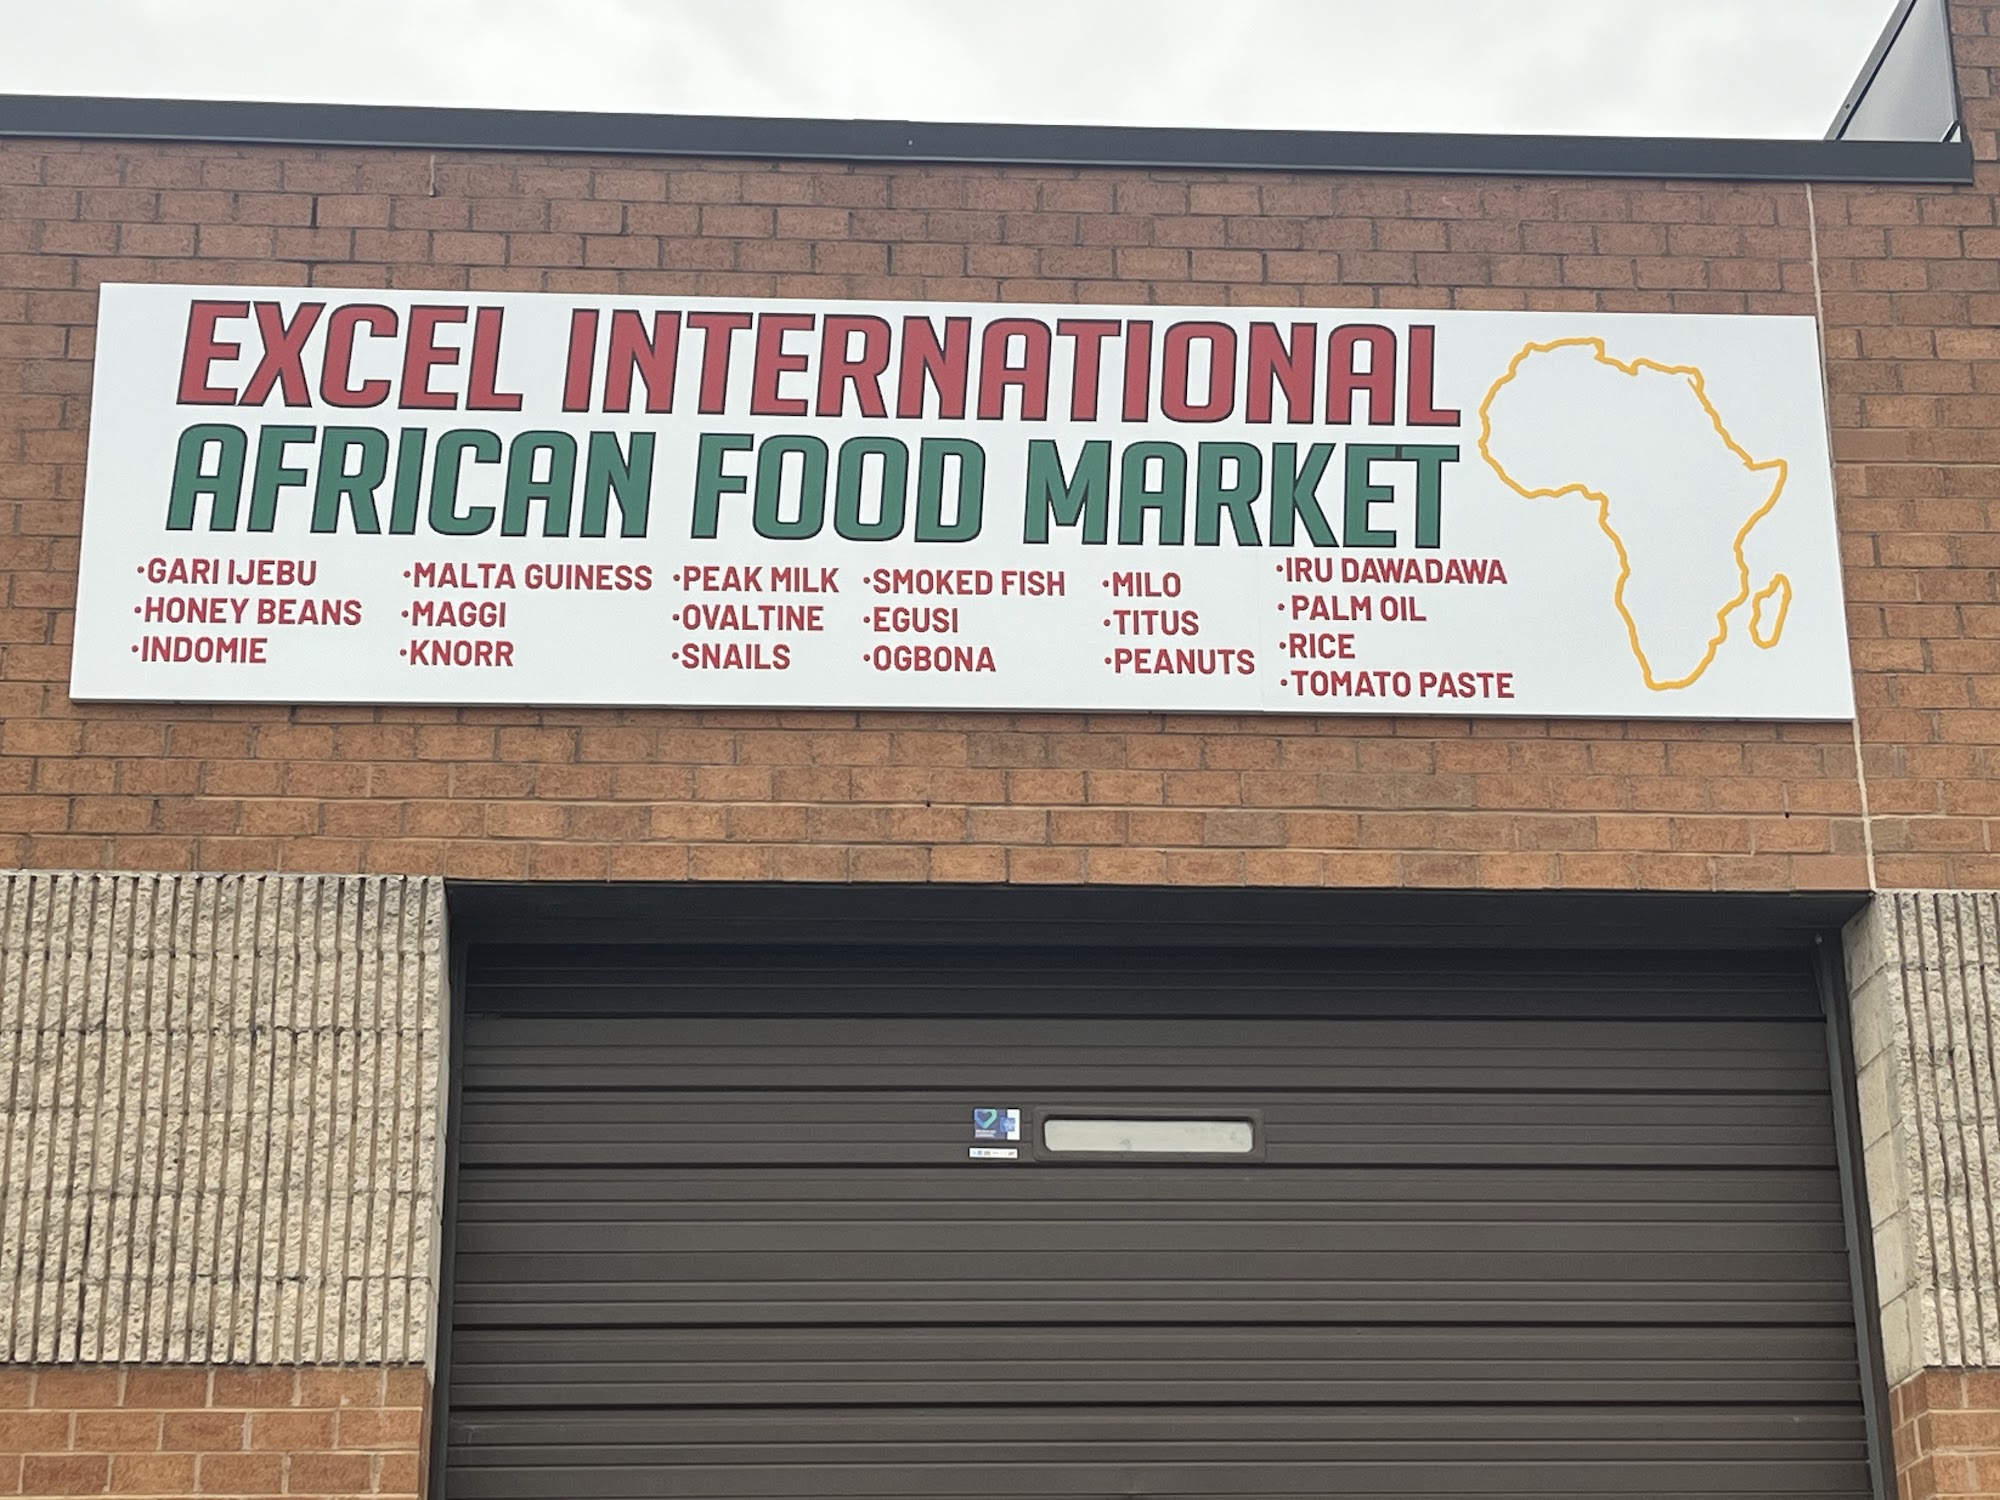 EXCEL INTERNATIONAL
AFRICAN FOOD MARKET
•GARI IJEBU
•HONEY BEANS
•INDOMIE
•MALTA GUINESS
•MAGGI
•KNORR
•PEAK MILK
•OVALTINE
•SNAILS
•SMOKED FISH
•EGUSI
•OGBONA
•MILO
•TITUS
•PEANUTS
•IRU DAWADAWA
• PALM OIL
•RICE
•TOMATO PASTE